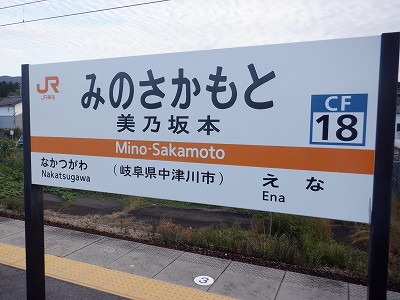 JR
JR東海
みのさかもと
美乃坂本
CF
18
Mino-Sakamoto
なかつがわ
Nakatsugawa
(岐阜県中津川市)
えな
Ena
3